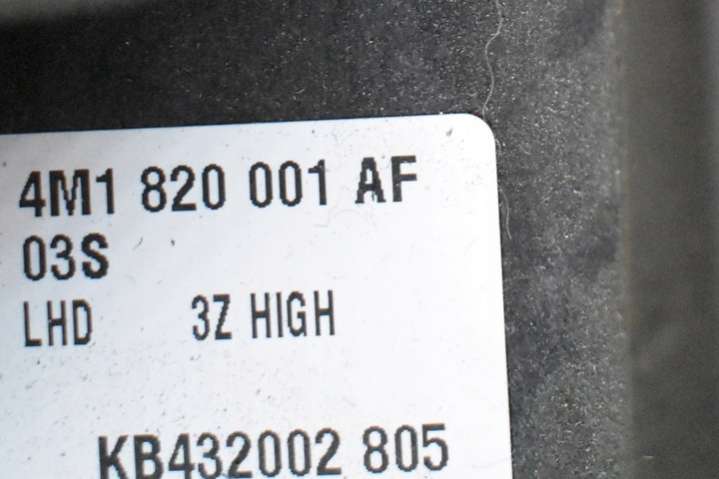 4M1 820 001 AF
03S
LHD 3Z HIGH
KB432002 805